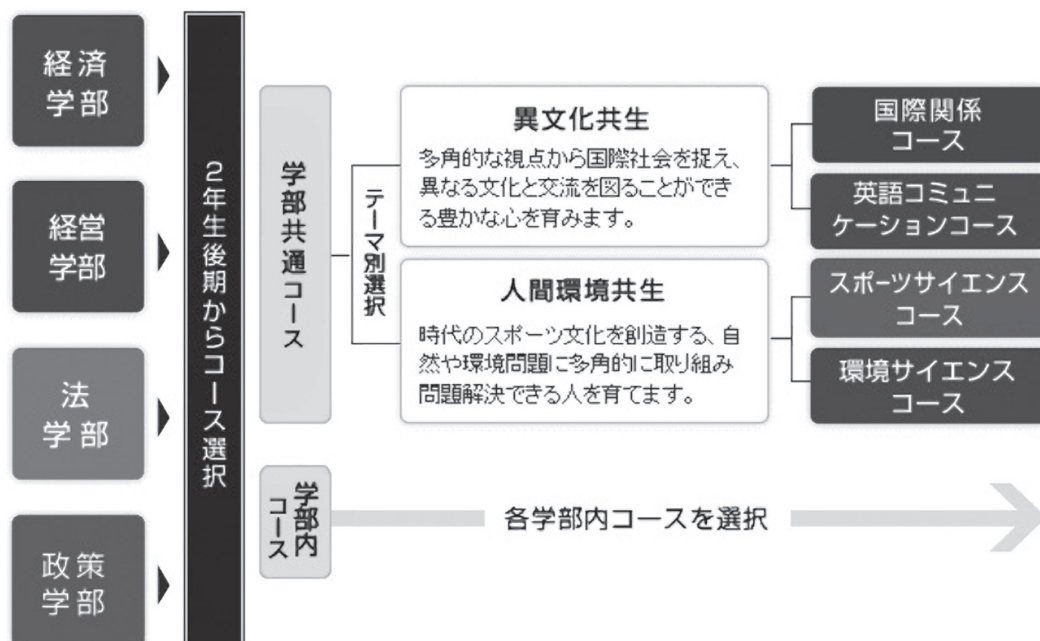 経済
学部
経営
学部
法
学部
政策
学部
2年生後期からコース選択
学部共通コース
テーマ別選択
異文化共生
多角的な視点から国際社会を捉え、
異なる文化と交流を図ることができ
る豊かな心を育みます。
国際関係
コース
英語コミュニ
ケーションコース
人間環境共生
時代のスポーツ文化を創造する、自
然や環境問題に多角的に取り組み
問題解決できる人を育てます。
スポーツサイエンス
コース
環境サイエンス
コース
学部内
コース
各学部内コースを選択